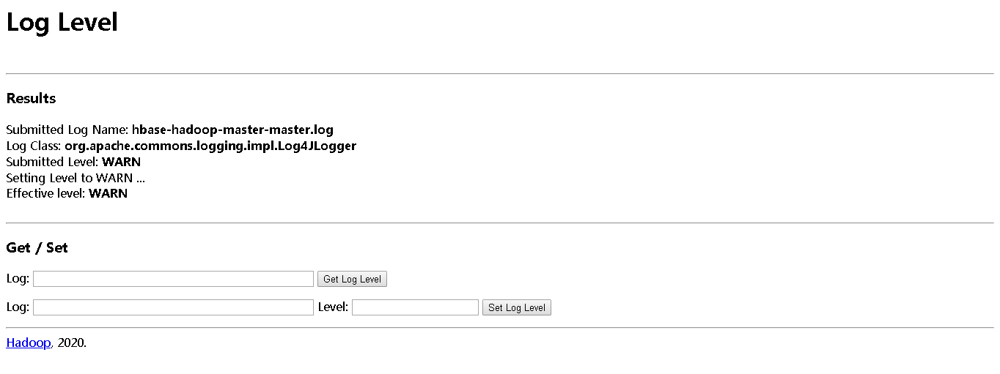 Log Level
Results
Submitted Log Name: hbase-hadoop-master-master.log
Log Class: org.apache.commons.logging.impl.Log4JLogger
Submitted Level: WARN
Setting Level to WARN ...
Effective level: WARN
Get / Set
Log: Get Log Level
Log: Level: Set Log Level
Hadoop, 2020.